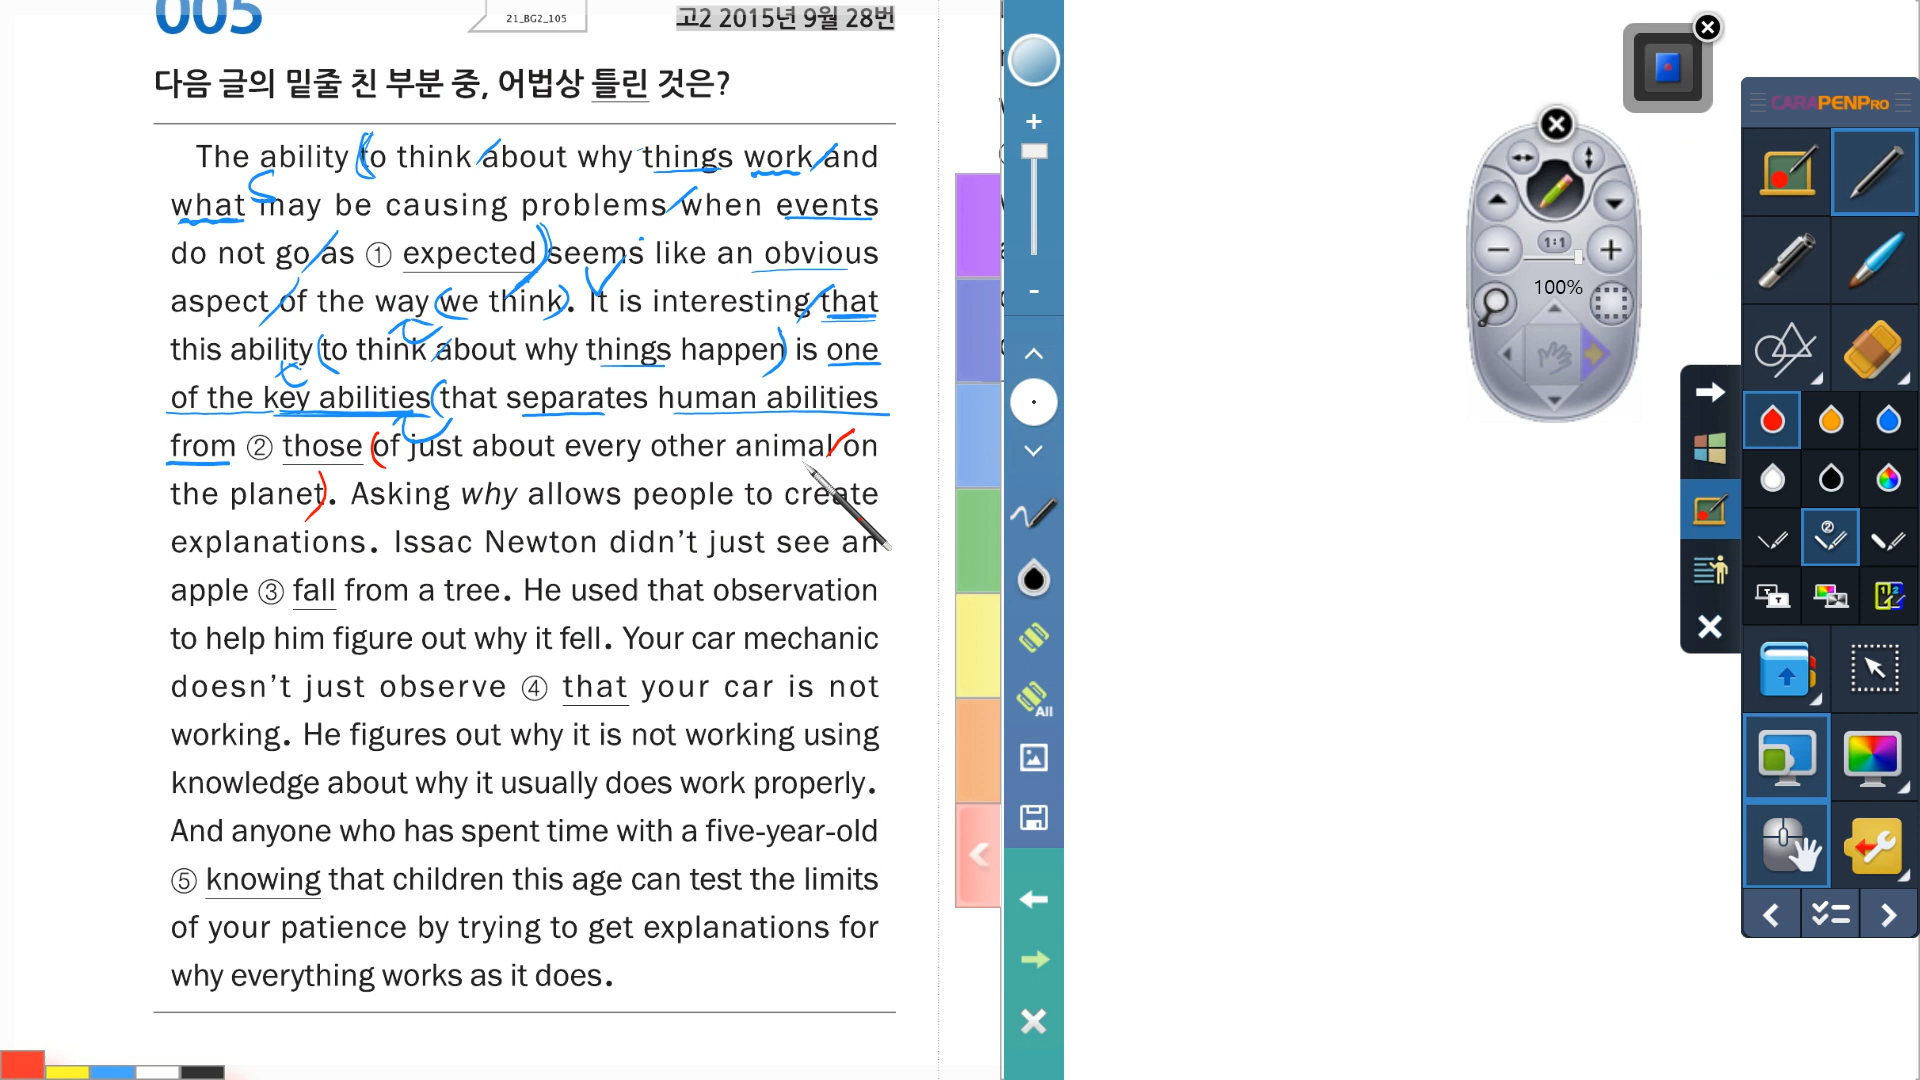 005
21_BG2_105
고2 2015년 9월 28번
다음 글의 밑줄 친 부분 중, 어법상 틀린 것은?
The ability to think about why things work and
what may be causing problems when events
do not go as ① expected seems like an obvious
aspect of the way we think. It is interesting that
this ability to think about why things happen is one
of the key abilities that separates human abilities
from ② those of just about every other animal on
the planet. Asking why allows people to create
explanations. Issac Newton didn't just see an
apple ③ fall from a tree. He used that observation
to help him figure out why it fell. Your car mechanic
doesn't just observe ④ that your car is not
working. He figures out why it is not working using
knowledge about why it usually does work properly.
And anyone who has spent time with a five-year-old
⑤ knowing that children this age can test the limits
of your patience by trying to get explanations for
why everything works as it does.
All
1:1
100%
CARAPENPRO